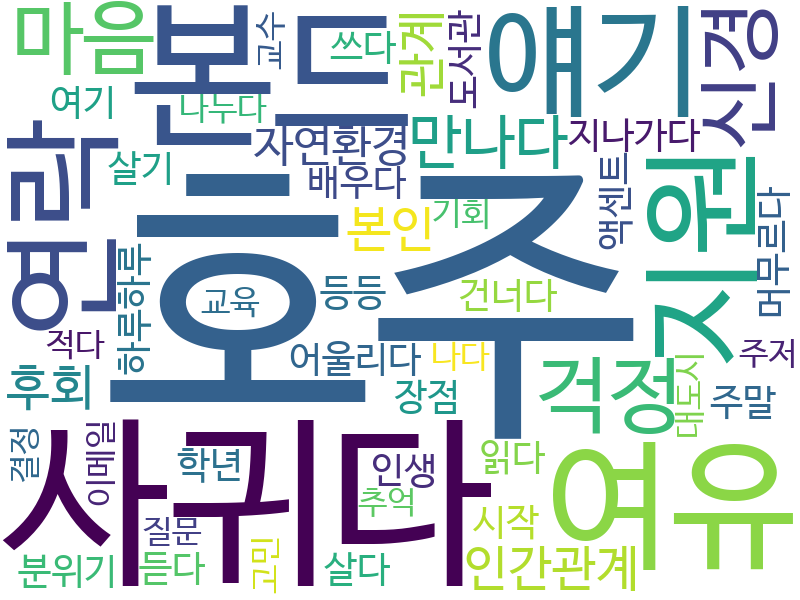 마음
본드
얘기
신경
교수
쓰다
관계
도서관
여기
나누다
연락
살기
자연환경
만나다
지나가다
배우다
호주
본인
기회
액센트
지원
머무르다
하루하루
교육
등등
건너다
적다
어울리다
나다
주저
후회
장점
걱정
대도시
주말
사귀다
여유
결정
이메일
학년
인생
읽다
추억
질문
시작
고민
분위기
듣다
살다
인간관계